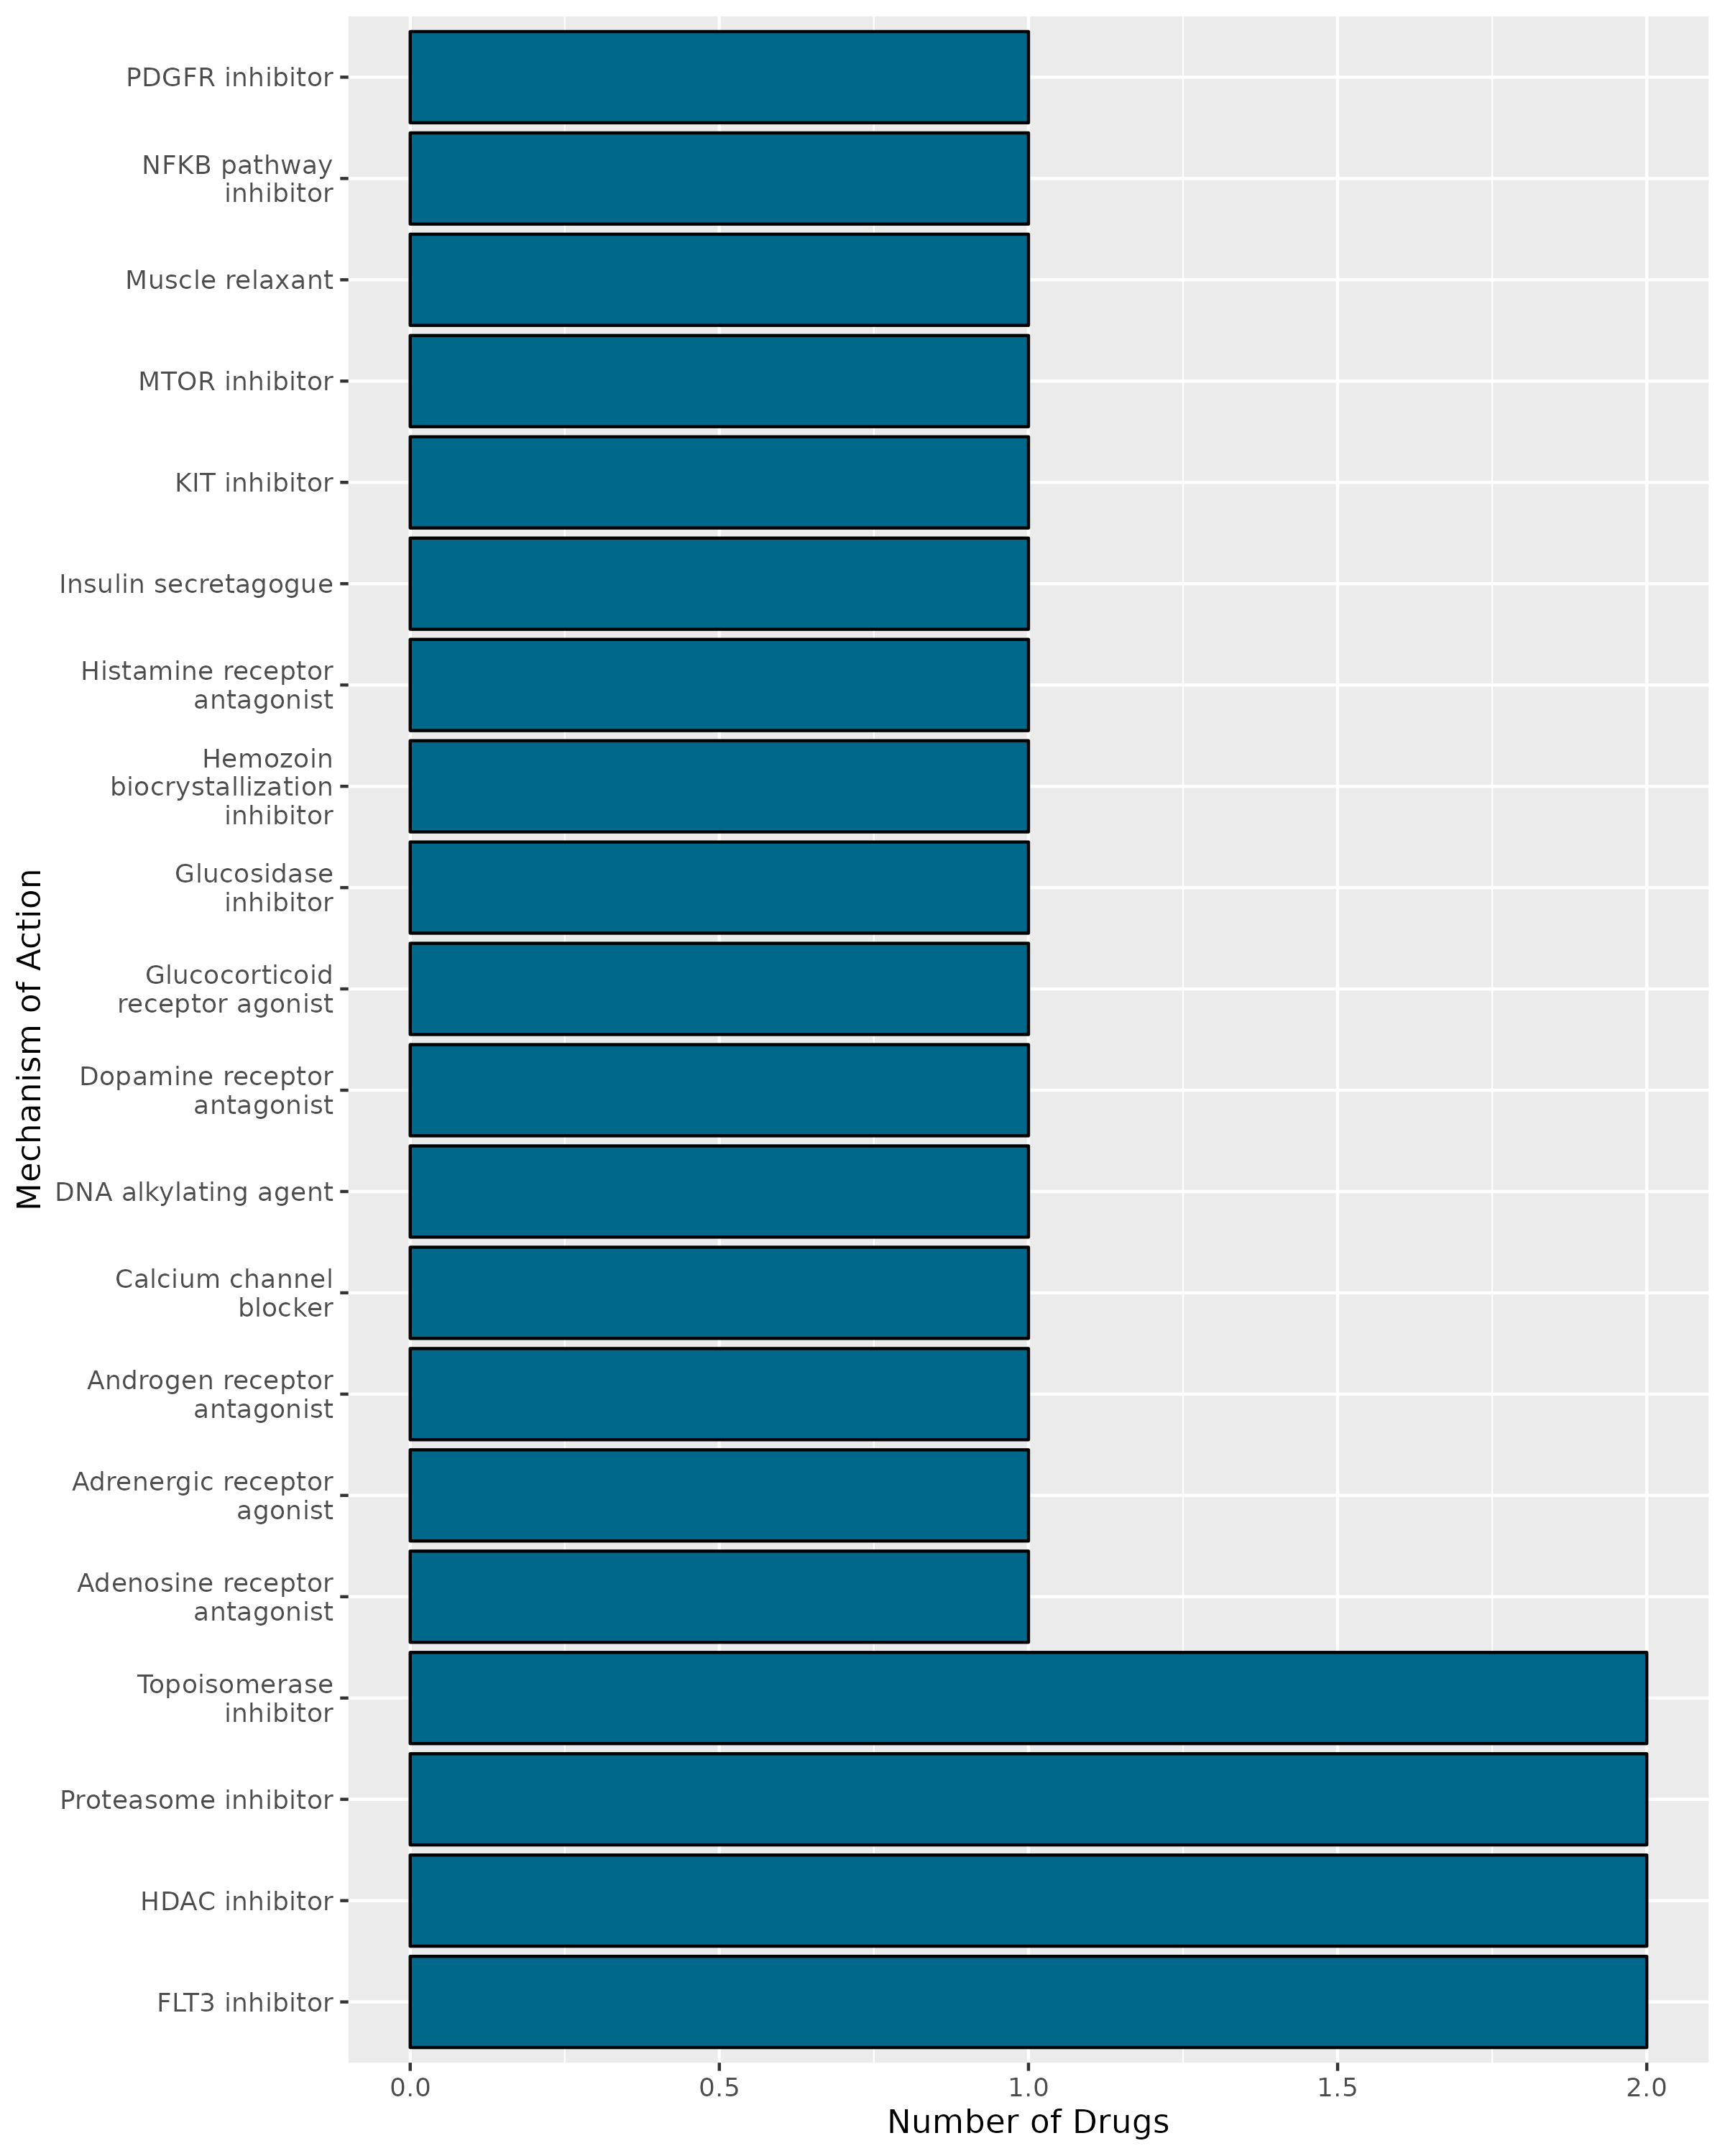 PDGFR inhibitor
NFKB pathway
inhibitor
Muscle relaxant
MTOR inhibitor
KIT inhibitor
Insulin secretagogue
Histamine receptor
antagonist
Hemozoin
biocrystallization
inhibitor
Glucosidase
inhibitor
Glucocorticoid
receptor agonist
Dopamine receptor
antagonist
DNA alkylating agent
Calcium channel
blocker
Androgen receptor
antagonist
Adrenergic receptor
agonist
Adenosine receptor
antagonist
Topoisomerase
inhibitor
Proteasome inhibitor
HDAC inhibitor
FLT3 inhibitor
Mechanism of Action
0.0 0.5 1.0 1.5 2.0
Number of Drugs